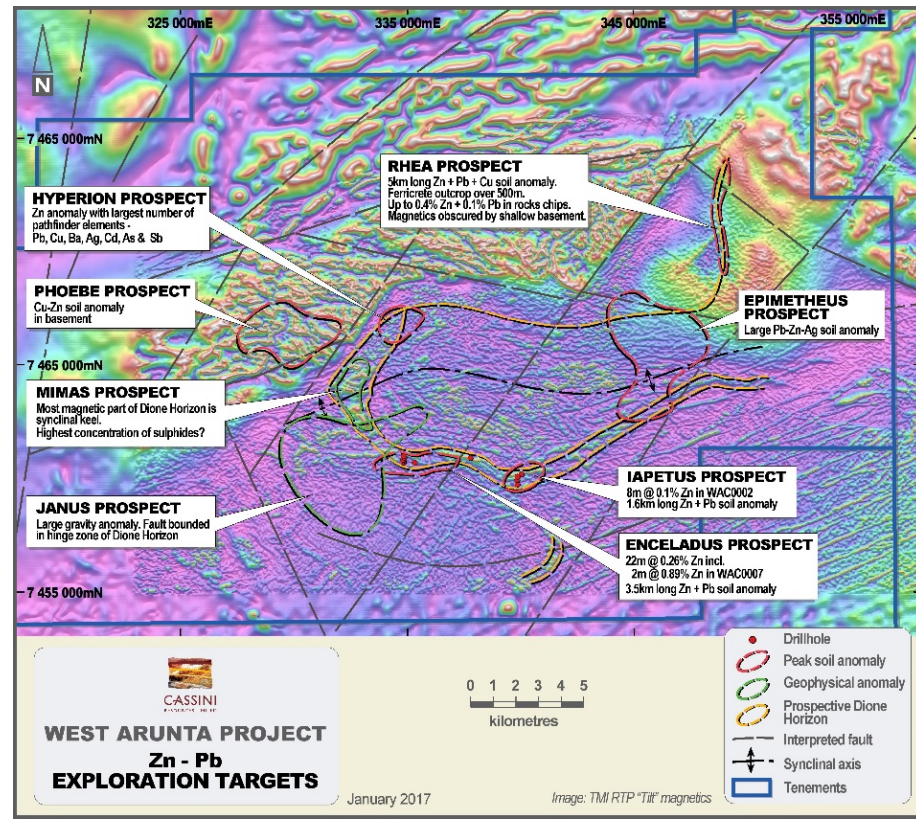 325 000mE
335 000mE
345 000mE
355 000mE
N
7 465 000mN
RHEA PROSPECT
5km long Zn + Pb + Cu soil anomaly.
Ferricrete outcrop over 500m.
Up to 0.4% Zn + 0.1% Pb in rocks chips.
Magnetics obscured by shallow basement.
HYPERION PROSPECT
Zn anomaly with largest number of
pathfinder elements -
Pb, Cu, Ba, Ag, Cd, As & Sb
PHOEBE PROSPECT
Cu-Zn soil anomaly
in basement
EPIMETHEUS
PROSPECT
Large Pb-Zn-Ag soil anomaly
7 465 000mN
MIMAS PROSPECT
Most magnetic part of Dione Horizon is
synclinal keel.
Highest concentration of sulphides?
JANUS PROSPECT
Large gravity anomaly. Fault bounded
in hinge zone of Dione Horizon
IAPETUS PROSPECT
8m @ 0.1% Zn in WAC0002
1.6km long Zn + Pb soil anomaly
ENCELADUS PROSPECT
22m @ 0.26% Zn incl.
2m @ 0.89% Zn in WAC0007
3.5km long Zn + Pb soil anomaly
7 455 000mN
CASSINI
RESOURCES LIMITED
WEST ARUNTA PROJECT
Zn - Pb
EXPLORATION TARGETS
0 1 2 3 4 5
kilometres
January 2017
Image: TMI RTP "Tilt" magnetics
Drillhole
Peak soil anomaly
Geophysical anomaly
Prospective Dione
Horizon
Interpreted fault
Synclinal axis
Tenements